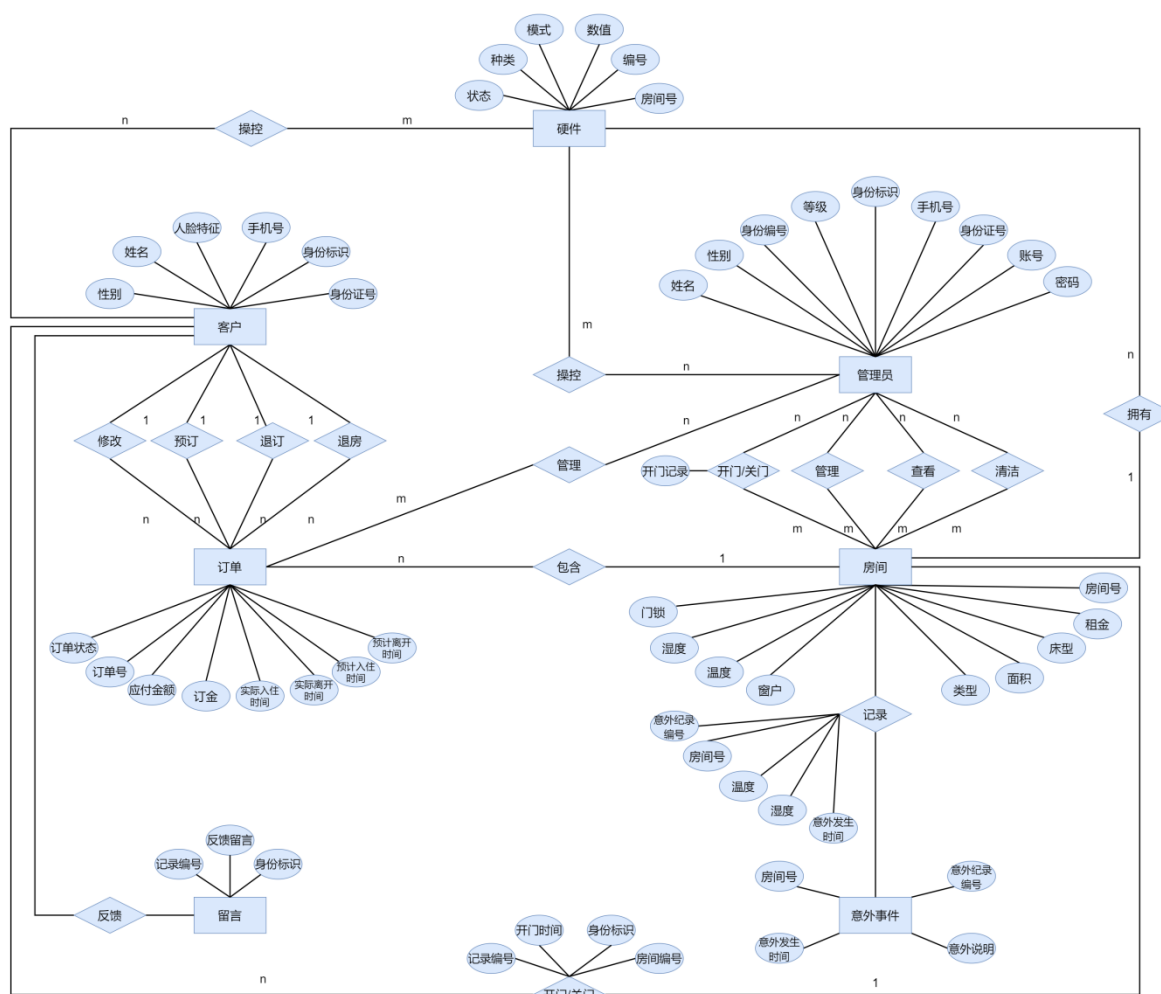 模式
数值
种类
编号
状态
房间号
硬件
n
操控
m
人脸特征
手机号
姓名
身份标识
性别
身份证号
客户
身份标识
等级
手机号
身份编号
身份证号
性别
账号
姓名
密码
管理员
m
操控
n
n
拥有
1
1
1
1
1
修改
预订
退订
退房
n
n
n
n
n
管理
m
n
n
n
n
开门记录
开门/关门
管理
查看
清洁
m
m
m
m
订单
n
包含
1
房间
订单状态
订单号
应付金额
订金
实际入住
时间
实际离开
时间
预计入住
时间
预计离开
时间
门锁
湿度
温度
窗户
类型
面积
床型
租金
房间号
记录
意外纪录
编号
房间号
温度
湿度
意外发生
时间
反馈留言
记录编号
身份标识
反馈
留言
房间号
意外纪录
编号
意外事件
意外发生
时间
意外说明
开门时间
身份标识
记录编号
房间编号
n
开门/关门
1